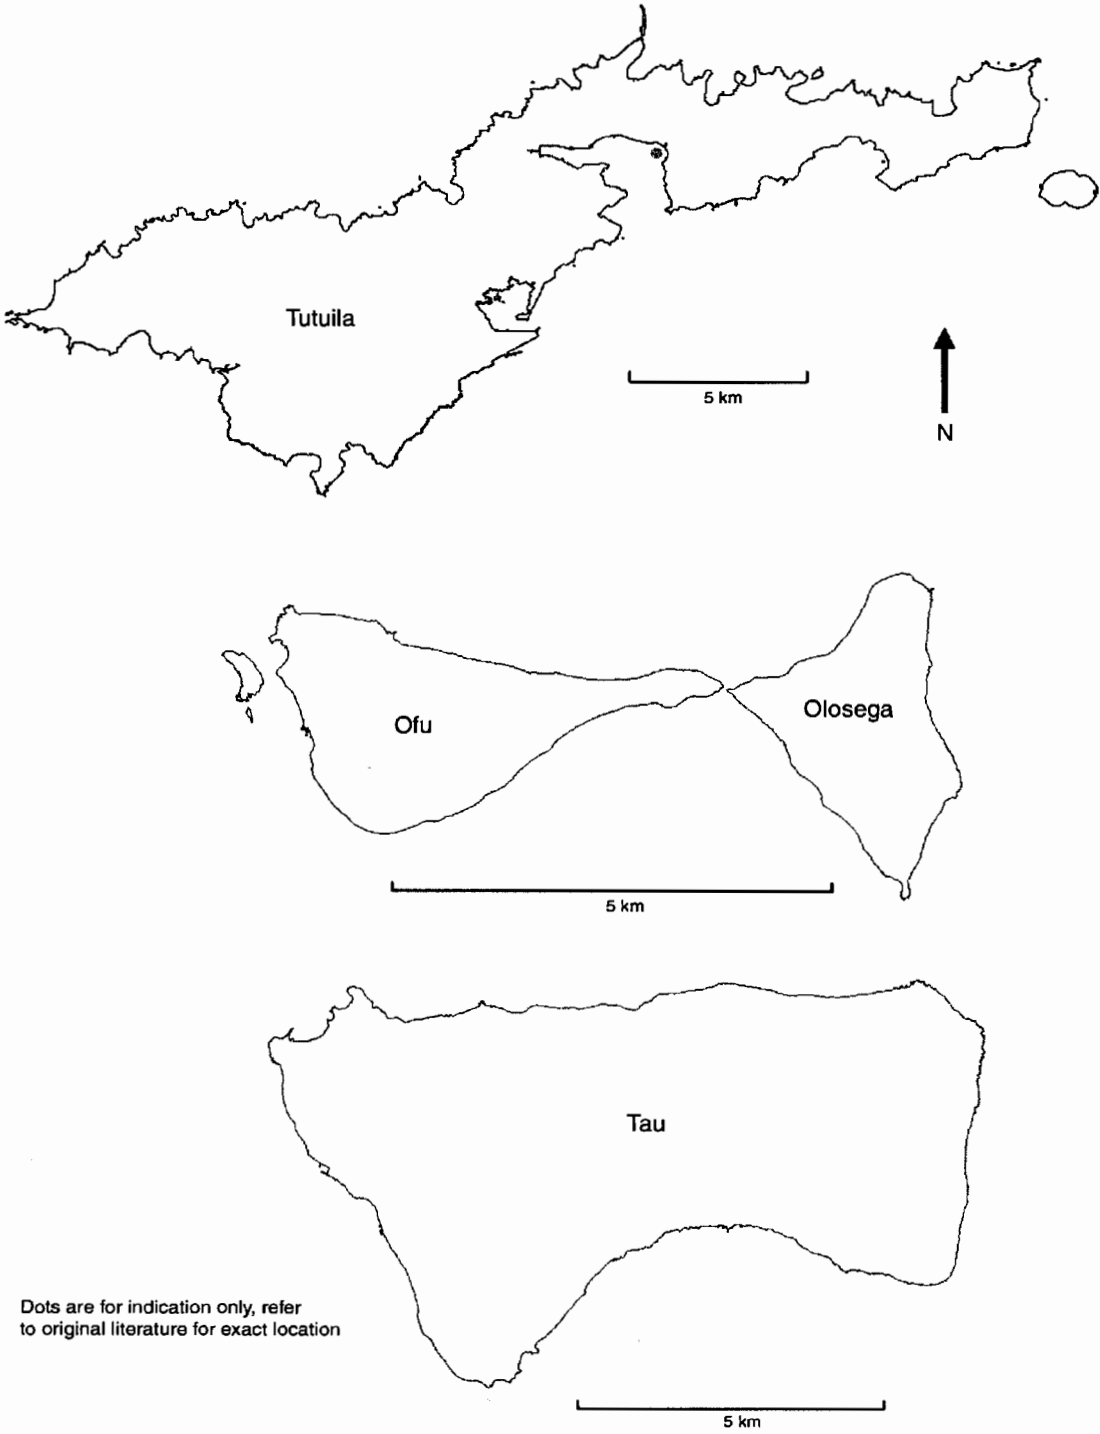 Tutuila
5 km
N
Ofu
Olosega
5 km
Tau
Dots are for indication only, refer
to original literature for exact location
5 km